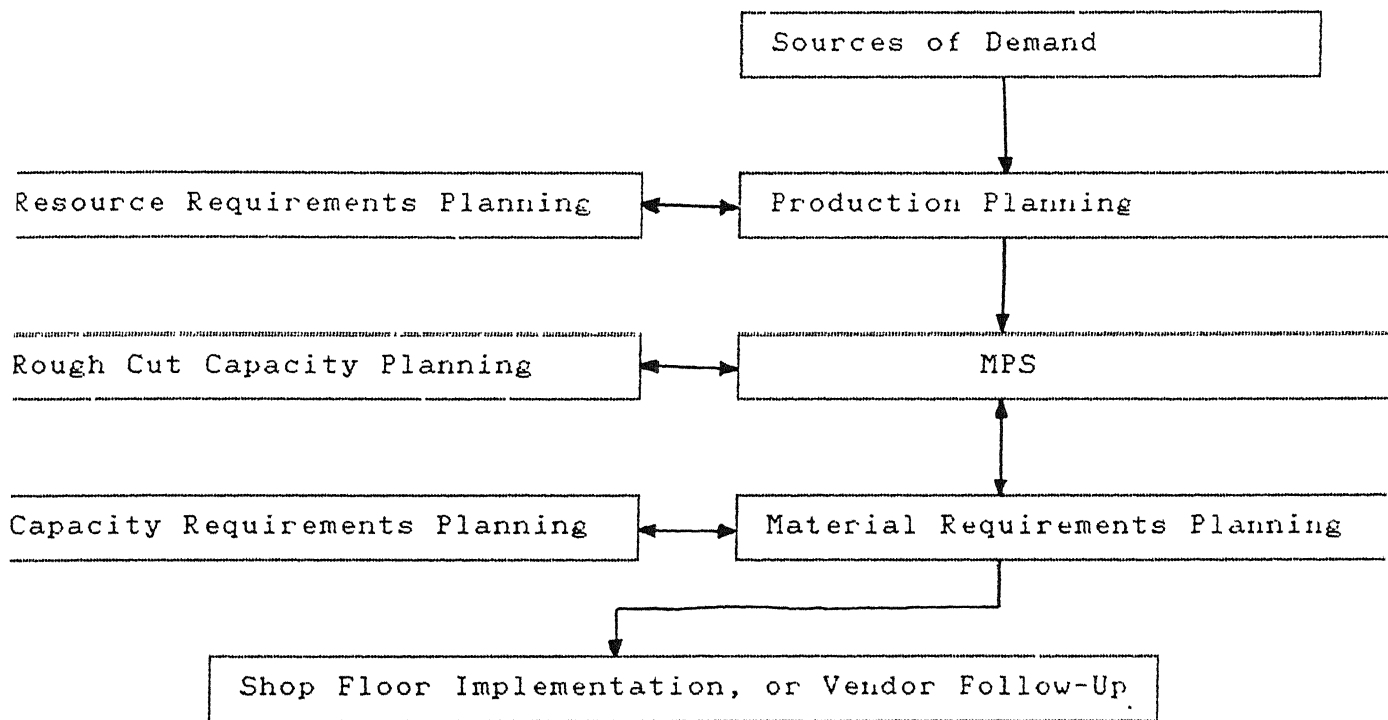 Sources of Demand
Resource Requirements Planning
Production Planning
Rough Cut Capacity Planning
MPS
Capacity Requirements Planning
Material Requirements Planning
Shop Floor Implementation, or Vendor Follow-Up